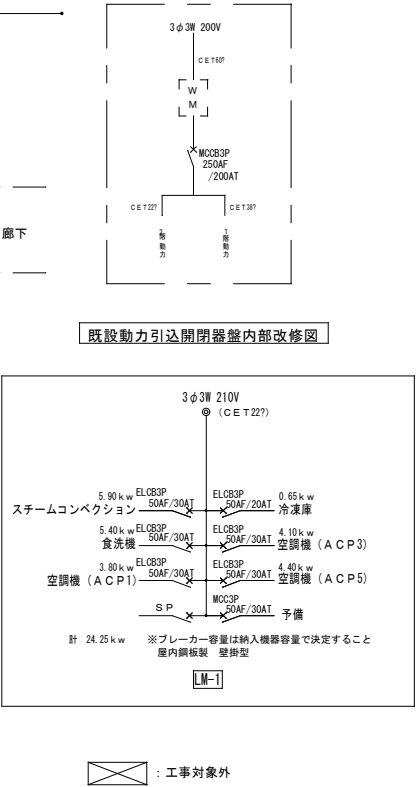 3φ3W 200V
CET60?
W
M
MCCB3P
250AF
/200AT
CET22? CET38?
2階動力 1階動力
廊下
既設動力引込開閉器盤内部改修図
3φ3W 210V
(CET22?)
5.90kw ELCB3P ELCB3P 0.65kw
スチームコンベクション 50AF/30AT 50AF/20AT 冷凍庫
5.40kw ELCB3P ELCB3P 4.10kw
食洗機 50AF/30AT 50AF/30AT 空調機(ACP3)
3.80kw ELCB3P ELCB3P 4.40kw
空調機(ACP1) 50AF/30AT 50AF/30AT 空調機(ACP5)
SP MCC3P 50AF/30AT 予備
計 24.25kw ※ブレーカー容量は納入機器容量で決定すること
屋内鋼板製 壁掛型
LM-1
:工事対象外